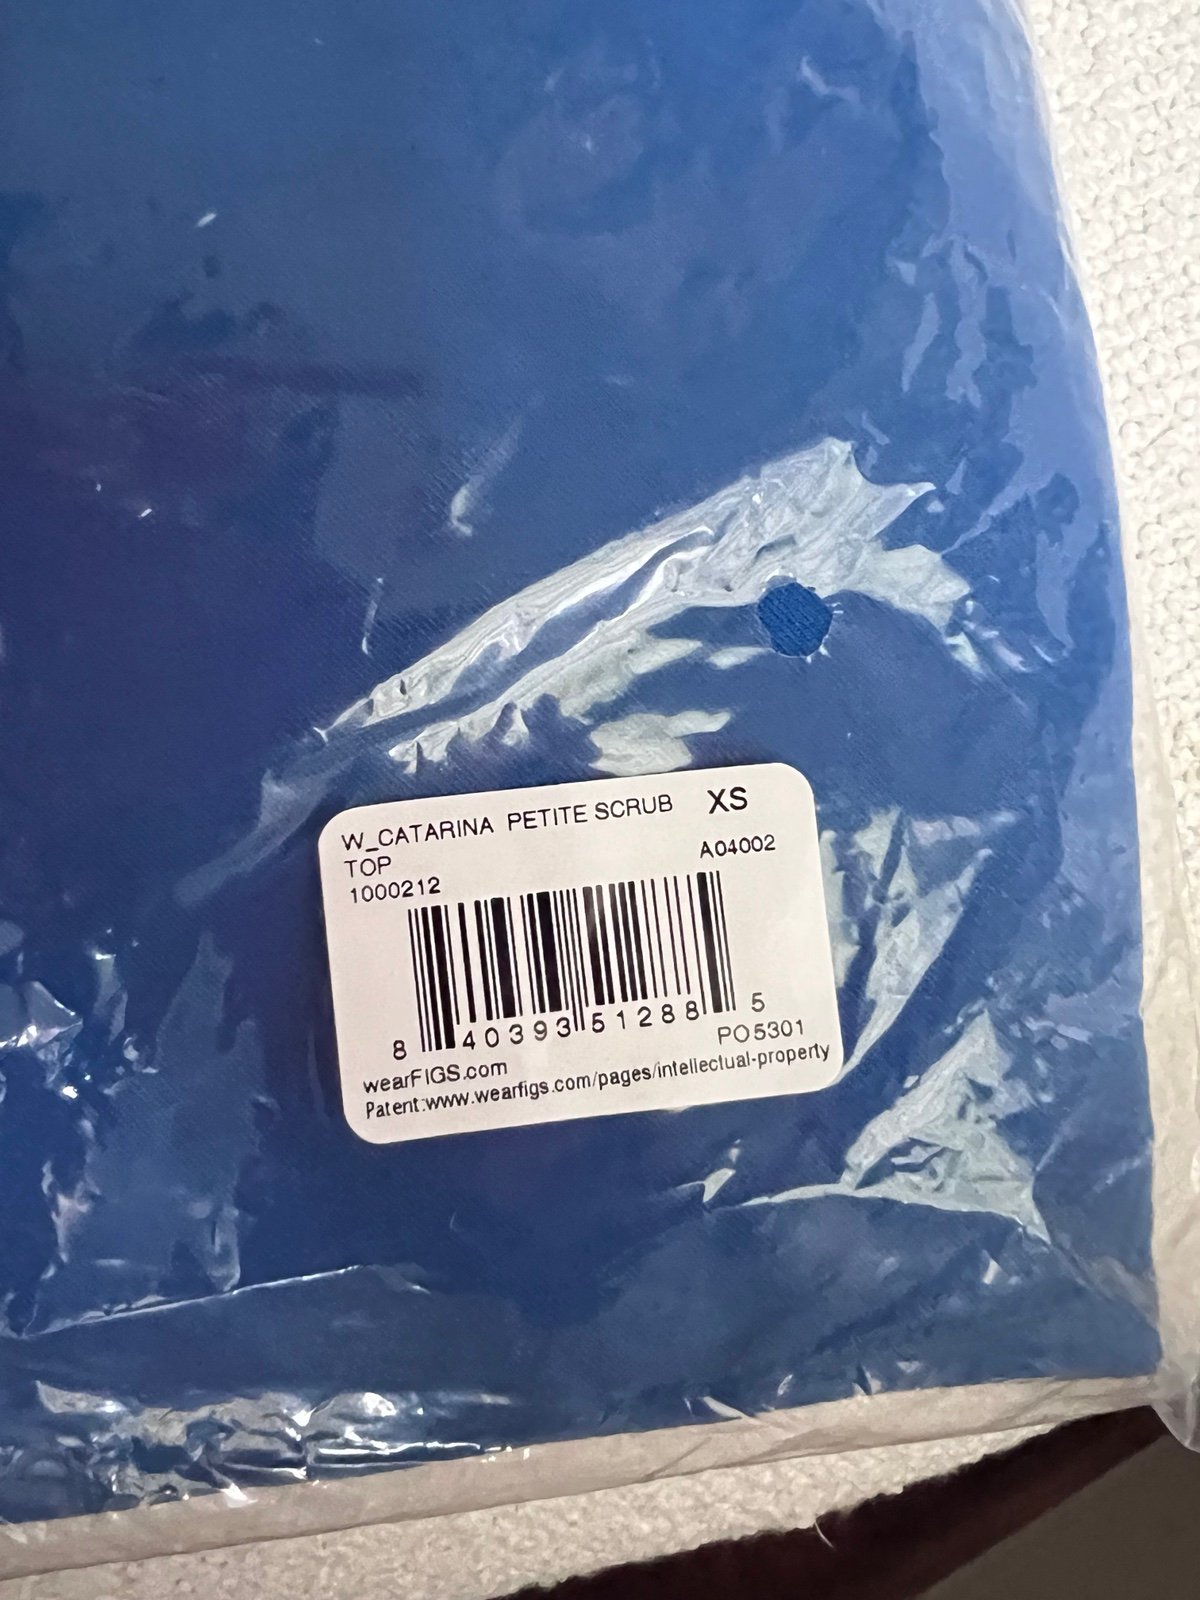 W_CATARINA PETITE SCRUB XS
TOP A04002
1000212
8 40393 51288 5
PO5301
wearFIGS.com
Patent:www.wearfigs.com/pages/intellectual-property